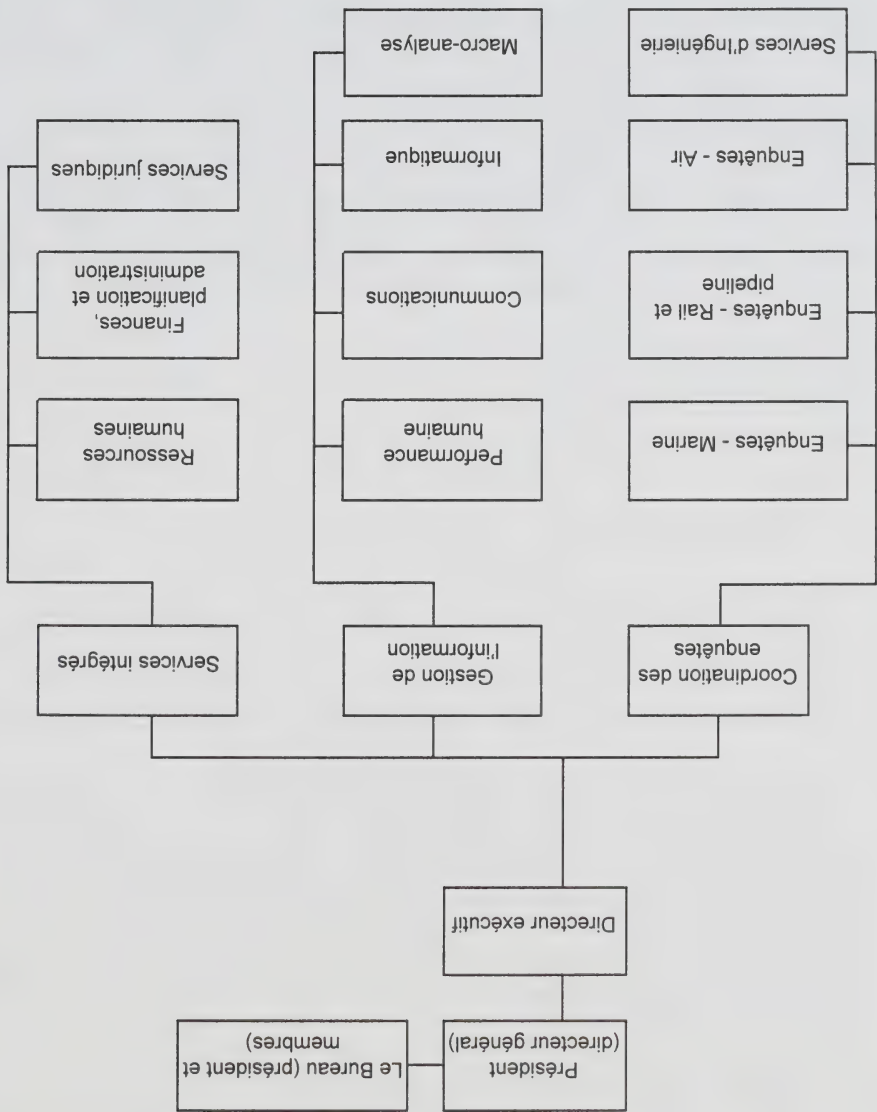 Président
(directeur général)
Le Bureau (président et
membres)
Directeur exécutif
Coordination des
enquêtes
Gestion de
l'information
Services intégrés
Enquêtes - Marine
Performance
humaine
Ressources
humaines
Enquêtes - Rail et
pipeline
Communications
Finances,
planification et
administration
Enquêtes - Air
Informatique
Services juridiques
Services d'Ingénierie
Macro-analyse